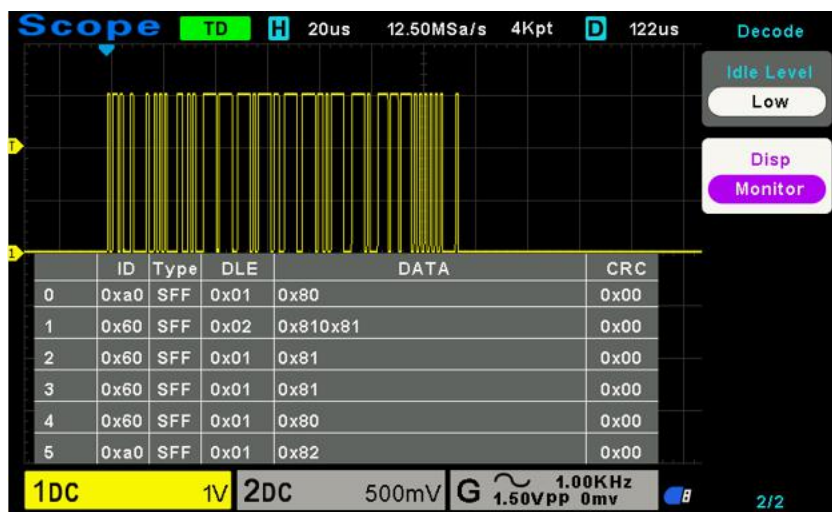 Scope TD H 20us 12.50MSa/s 4Kpt D 122us Decode
Idle Level
Low
T
Disp
Monitor
1
ID Type DLE DATA CRC
0 0xa0 SFF 0x01 0x80 0x00
1 0x60 SFF 0x02 0x810x81 0x00
2 0x60 SFF 0x01 0x81 0x00
3 0x60 SFF 0x01 0x81 0x00
4 0x60 SFF 0x01 0x80 0x00
5 0xa0 SFF 0x01 0x82 0x00
1DC 1V 2DC 500mV G 1.00KHz
1.50VPP 0mv
2/2